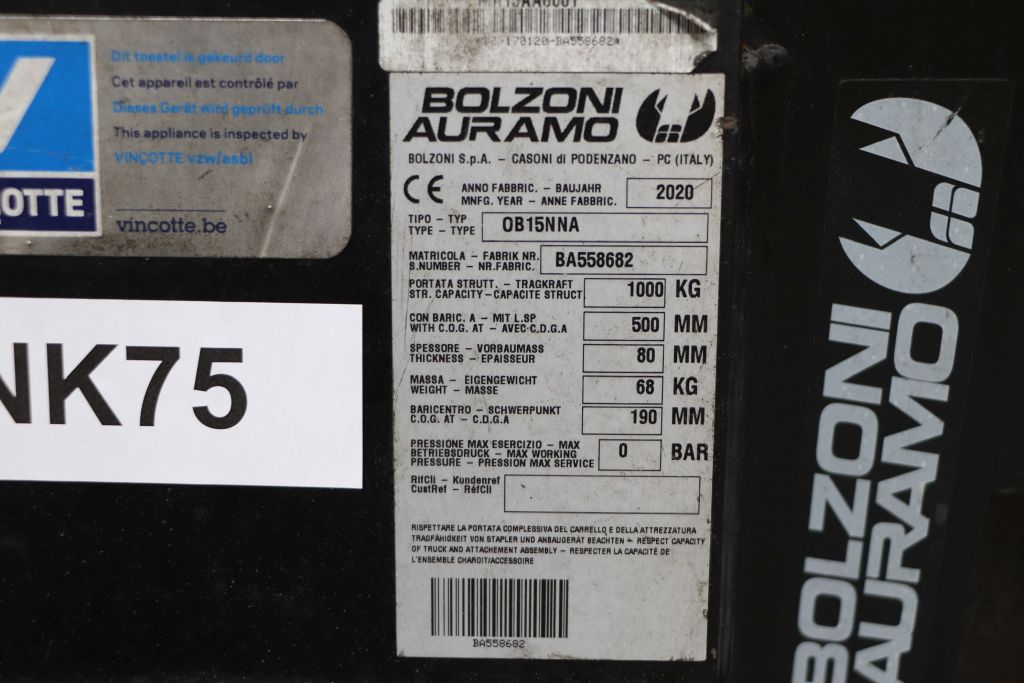 Dit toestel is gekeurd door
Cet appareil est contrôlé par
Dieses Gerät wird geprüft durch
This appliance is inspected by
VINÇOTTE vzw/asbl
OTTE
vincotte.be
NK75
170120-BA558682
BOLZONI
AURAMO
BOLZONI S.p.A. - CASONI di PODENZANO - PC (ITALY)
CE
ANNO FABBRIC. - BAUJAHR
MNFG. YEAR - ANNE FABBRIC.
2020
TIPO - TYP
TYPE - TYPE
OB15NNA
MATRICOLA - FABRIK NR.
S.NUMBER - NR.FABRIC.
BA558682
PORTATA STRUTT. - TRAGKRAFT
STR. CAPACITY-CAPACITE STRUCT
1000 KG
CON BARIC. A - MIT L.SP
WITH C.O.G. AT - AVEC C.D.G.A
500 MM
SPESSORE - VORBAUMASS
THICKNESS - EPAISSEUR
80 MM
MASSA - EIGENGEWICHT
WEIGHT - MASSE
68 KG
BARICENTRO - SCHWERPUNKT
C.O.G. AT - C.D.G.A
190 MM
PRESSIONE MAX ESERCIZIO - MAX
BETRIEBSDRUCK - MAX WORKING
PRESSURE - PRESSION MAX SERVICE
0 BAR
RifCli - Kundenref
CustRef - RéfCli
RISPETTARE LA PORTATA COMPLESSIVA DEL CARRELLO E DELLA ATTREZZATURA
TRAGFÄHIGKEIT VON STAPLER UND ANBAUGERÄT BEACHTEN - RESPECT CAPACITY
OF TRUCK AND ATTACHEMENT ASSEMBLY - RESPECTER LA CAPACITÉ DE
L'ENSEMBLE CHAROIT/ACCESSOIRE
BA558682
BOLZONI
AURAMO